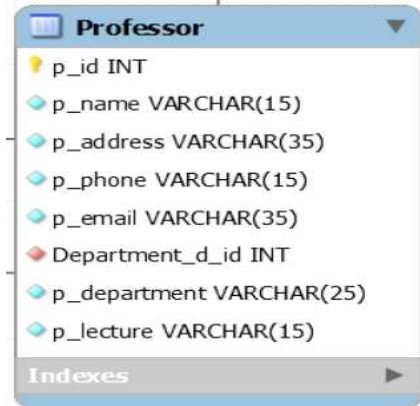 Professor
p_id INT
p_name VARCHAR(15)
p_address VARCHAR(35)
p_phone VARCHAR(15)
p_email VARCHAR(35)
Department_d_id INT
p_department VARCHAR(25)
p_lecture VARCHAR(15)
Indexes